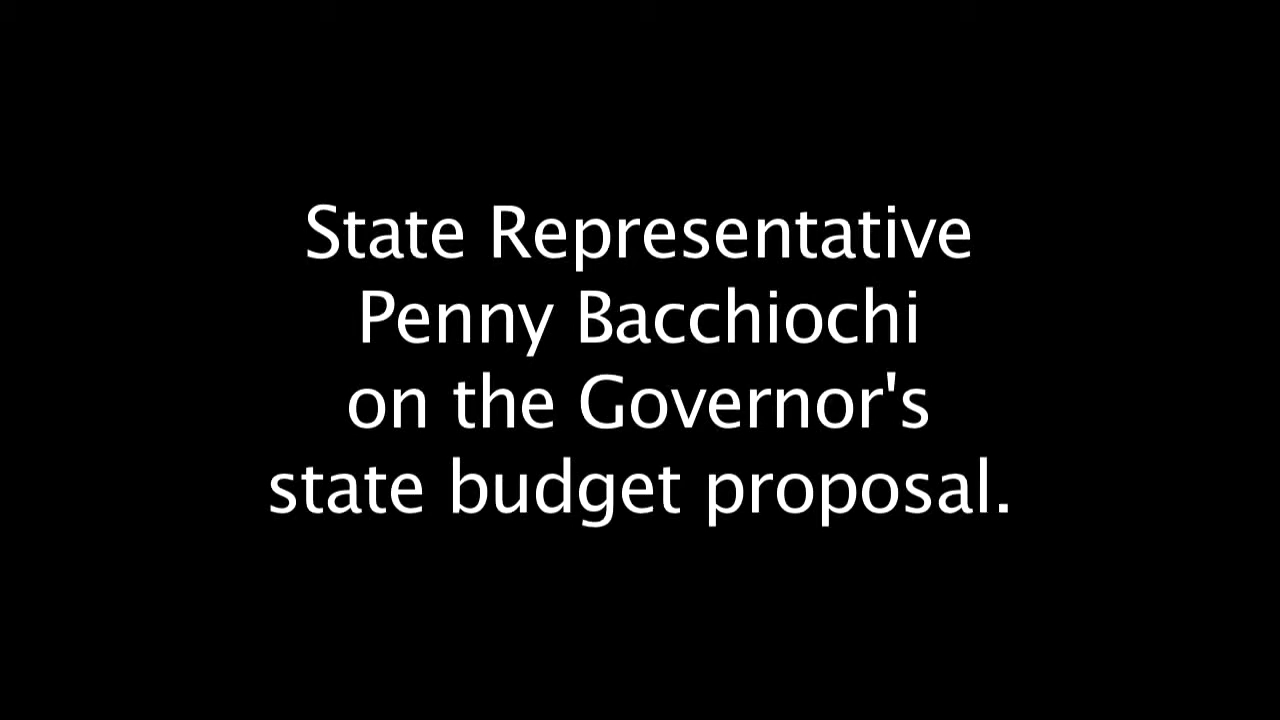 State Representative
Penny Bacchiochi
on the Governor's
state budget proposal.